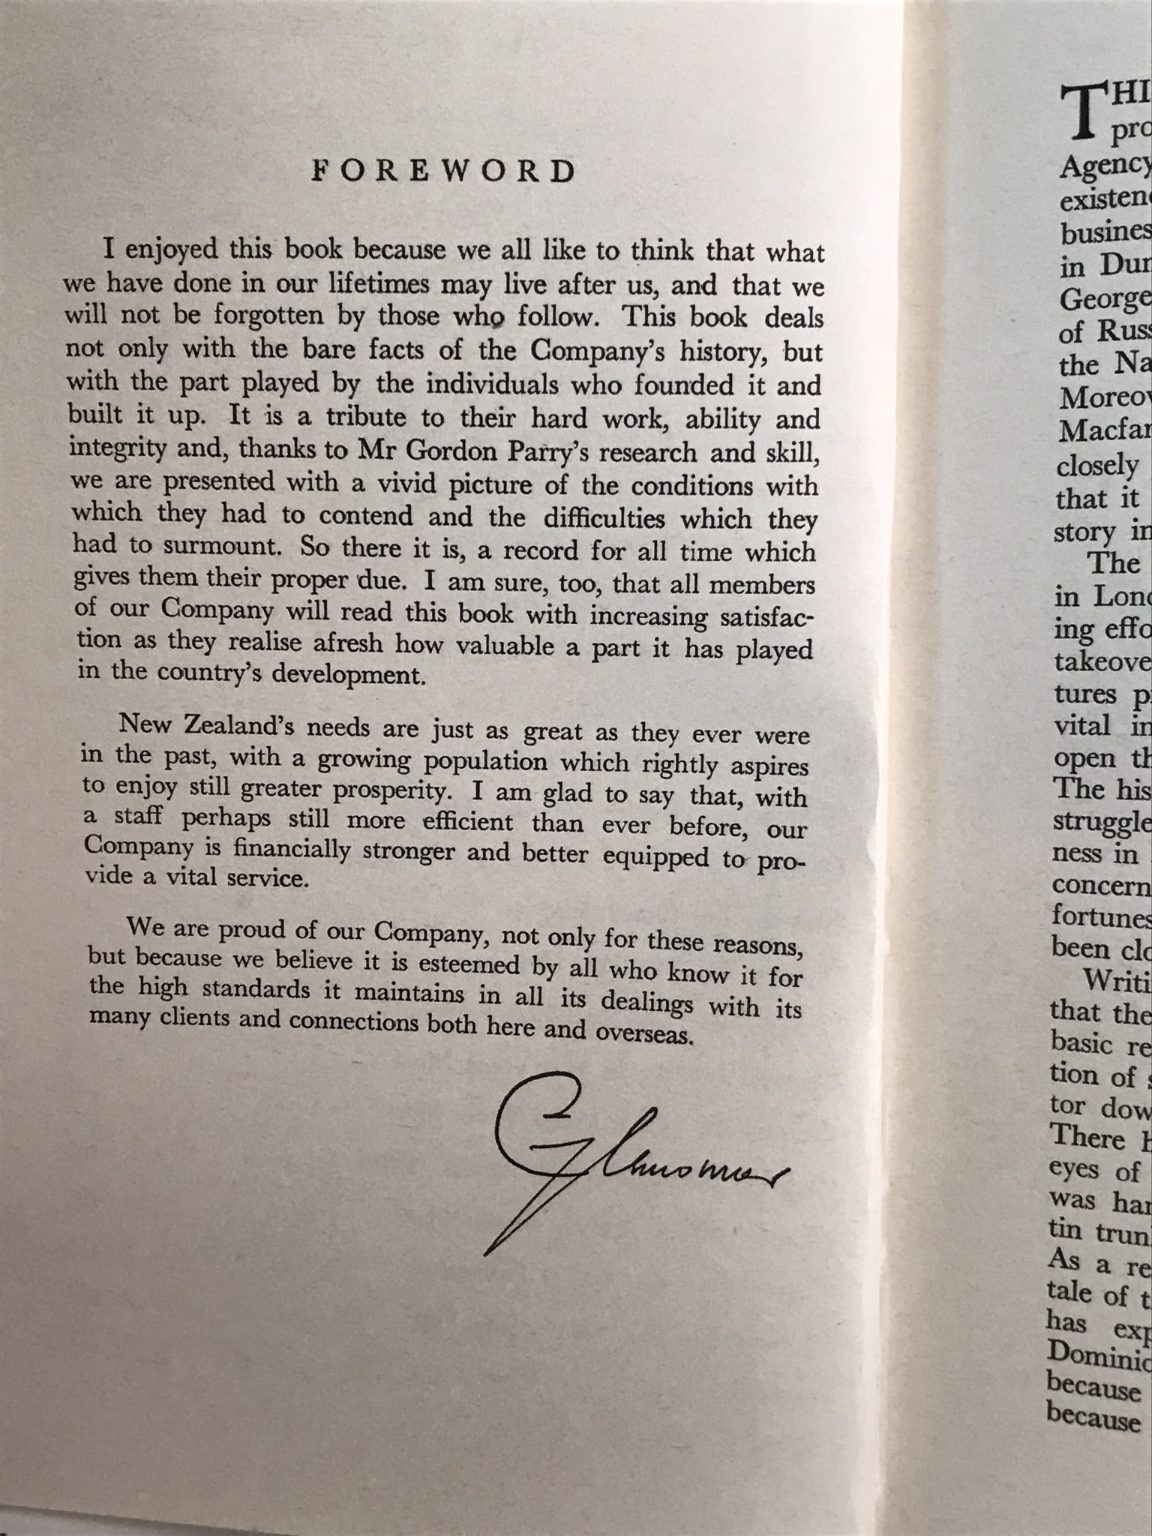 FOREWORD
I enjoyed this book because we all like to think that what
we have done in our lifetimes may live after us, and that we
will not be forgotten by those who follow. This book deals
not only with the bare facts of the Company's history, but
with the part played by the individuals who founded it and
built it up. It is a tribute to their hard work, ability and
integrity and, thanks to Mr Gordon Parry's research and skill,
we are presented with a vivid picture of the conditions with
which they had to contend and the difficulties which they
had to surmount. So there it is, a record for all time which
gives them their proper due. I am sure, too, that all members
of our Company will read this book with increasing satisfac-
tion as they realise afresh how valuable a part it has played
in the country's development.
New Zealand's needs are just as great as they ever were
in the past, with a growing population which rightly aspires
to enjoy still greater prosperity. I am glad to say that, with
a staff perhaps still more efficient than ever before, our
Company is financially stronger and better equipped to pro-
vide a vital service.
We are proud of our Company, not only for these reasons,
but because we believe it is esteemed by all who know it for
the high standards it maintains in all its dealings with its
many clients and connections both here and overseas.
THI
pro
Agency
existen
busines
in Dun
George
of Russ
the Na
Moreov
Macfar
closely
that it
story in
The
in Lond
ing effo
takeove
tures p
vital in
open th
The his
struggle
ness in
concern
fortunes
been clo
Writi
that the
basic re
tion of
tor dow
There
eyes of
was har
tin trun
As a re
tale of t
has exp
Dominic
because
because